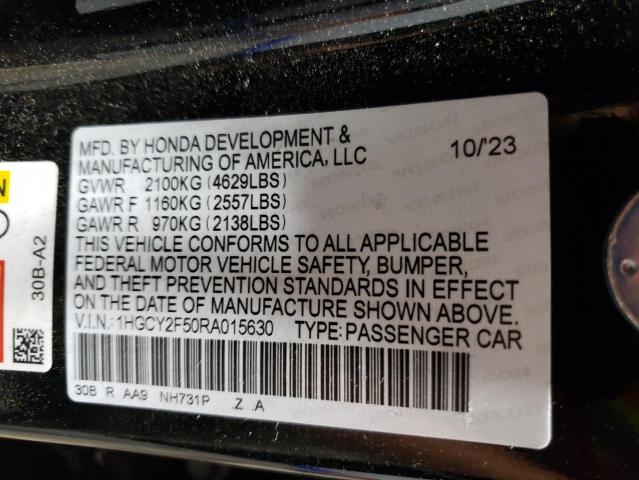 MFD. BY HONDA DEVELOPMENT &
MANUFACTURING OF AMERICA, LLC 10/'23
GVWR 2100KG (4629LBS)
GAWR F 1160KG (2557LBS)
GAWR R 970KG (2138LBS)
THIS VEHICLE CONFORMS TO ALL APPLICABLE
FEDERAL MOTOR VEHICLE SAFETY, BUMPER,
AND THEFT PREVENTION STANDARDS IN EFFECT
ON THE DATE OF MANUFACTURE SHOWN ABOVE.
V.I.N.:1HGCY2F50RA015630 TYPE:PASSENGER CAR
30B R AA9 NH731P .Z .A
30B-A2